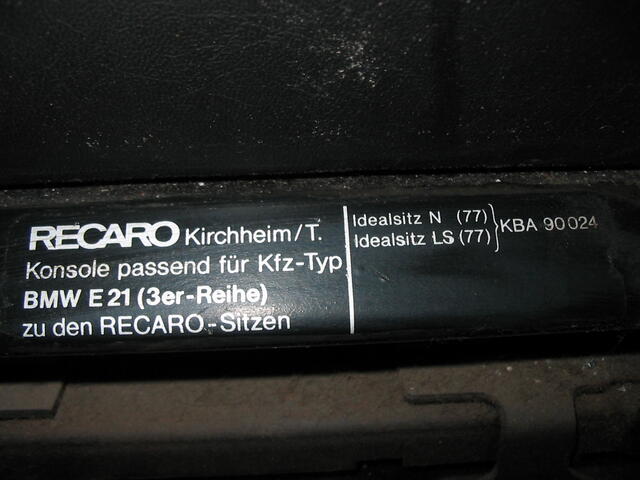 RECARO Kirchheim/T.
Konsole passend für Kfz-Typ
BMW E 21 (3er-Reihe)
zu den RECARO-Sitzen
Idealsitz N (77)
Idealsitz LS (77)
KBA 90024